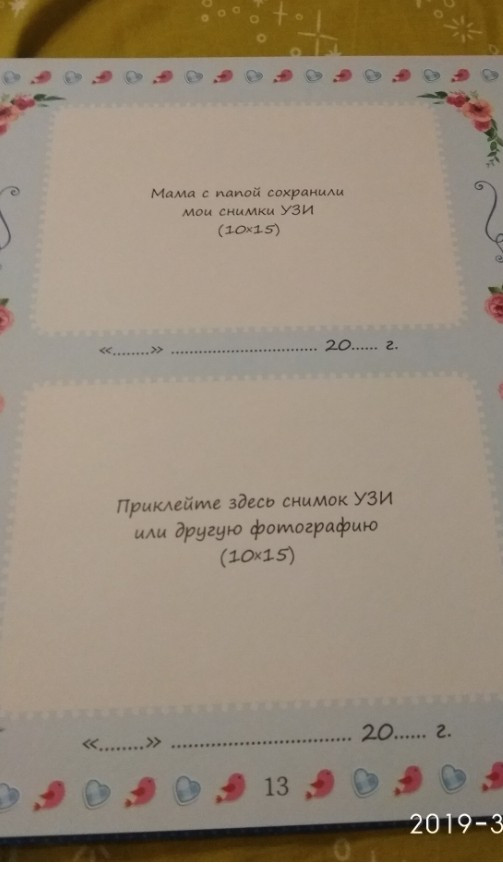 Мама с папой сохранили
мои снимки УЗИ
(10×15)
«........» ................................ 20...... г.
Приклейте здесь снимок УЗИ
или другую фотографию
(10×15)
«........» ................................ 20...... г.
13
2019-3